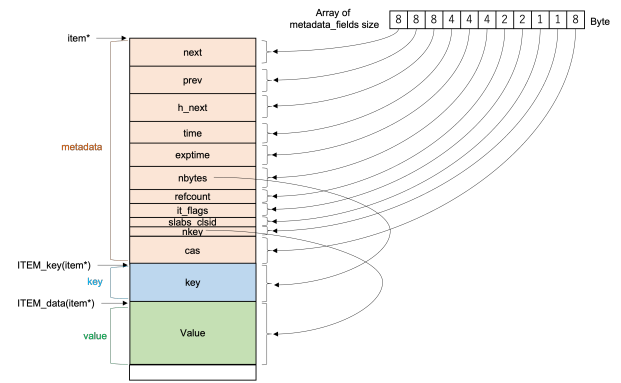 Array of
metadata_fields size
8 8 8 4 4 4 2 2 1 1 8
Byte
item*
next
prev
h_next
time
metadata
exptime
nbytes
refcount
it_flags
slabs_clsid
nkey
cas
ITEM_key(item*)
key
key
ITEM_data(item*)
value
Value